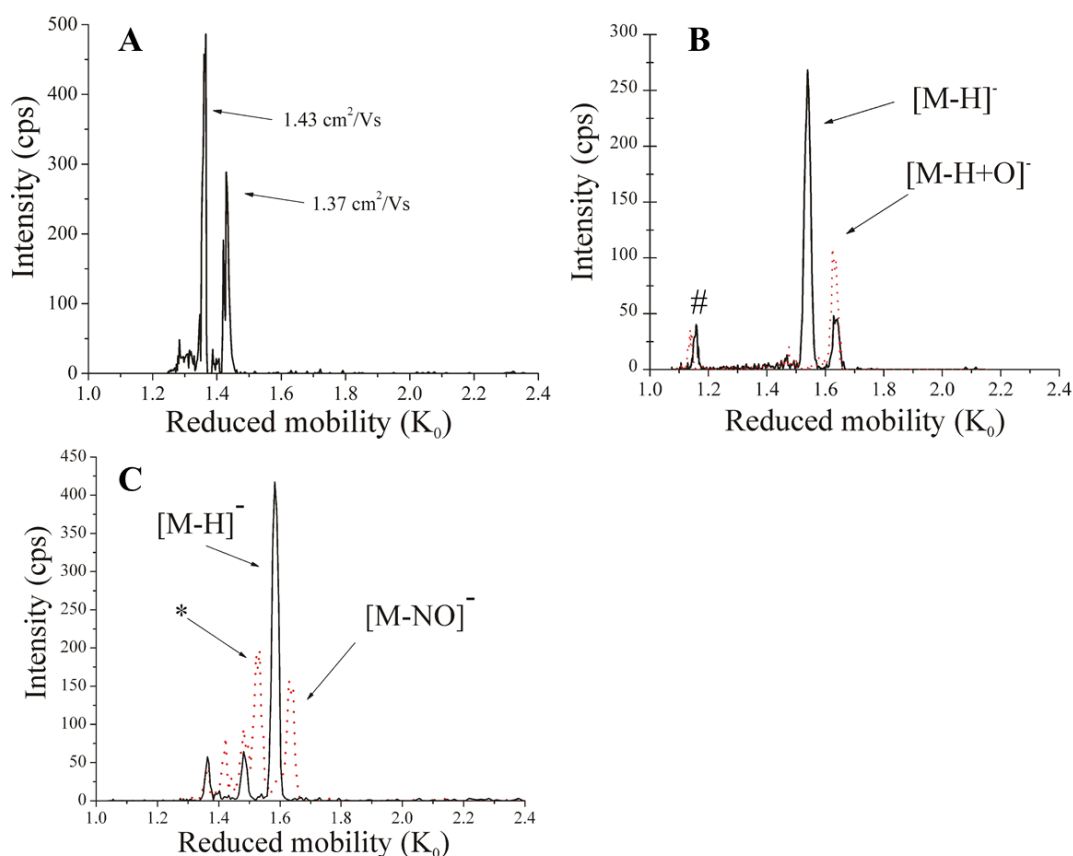 A
500
400
300
200
100
0
Intensity (cps)
1.43 cm²/Vs
1.37 cm²/Vs
1.0 1.2 1.4 1.6 1.8 2.0 2.2 2.4
Reduced mobility (K₀)
B
300
250
200
150
100
50
0
Intensity (cps)
[M-H]⁻
[M-H+O]⁻
#
1.0 1.2 1.4 1.6 1.8 2.0 2.2 2.4
Reduced mobility (K₀)
C
450
400
350
300
250
200
150
100
50
0
Intensity (cps)
[M-H]⁻
*
[M-NO]⁻
1.0 1.2 1.4 1.6 1.8 2.0 2.2 2.4
Reduced mobility (K₀)